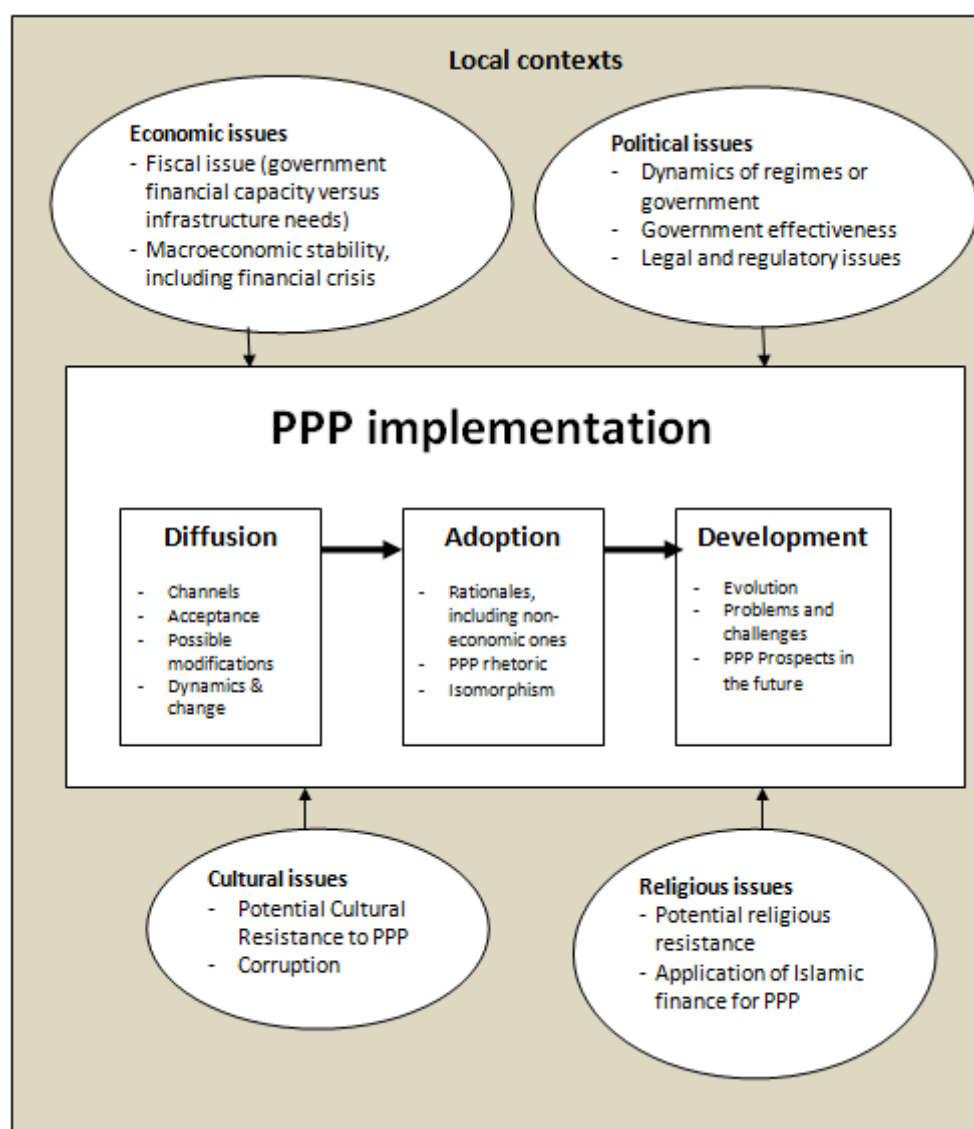 Local contexts
Economic issues
- Fiscal issue (government
financial capacity versus
infrastructure needs)
- Macroeconomic stability,
including financial crisis
Political issues
- Dynamics of regimes or
government
- Government effectiveness
- Legal and regulatory issues
PPP implementation
Diffusion
- Channels
- Acceptance
- Possible
modifications
- Dynamics &
change
Adoption
- Rationales,
including non-
economic ones
- PPP rhetoric
- Isomorphism
Development
- Evolution
- Problems and
challenges
- PPP Prospects in
the future
Cultural issues
- Potential Cultural
Resistance to PPP
- Corruption
Religious issues
- Potential religious
resistance
- Application of Islamic
finance for PPP